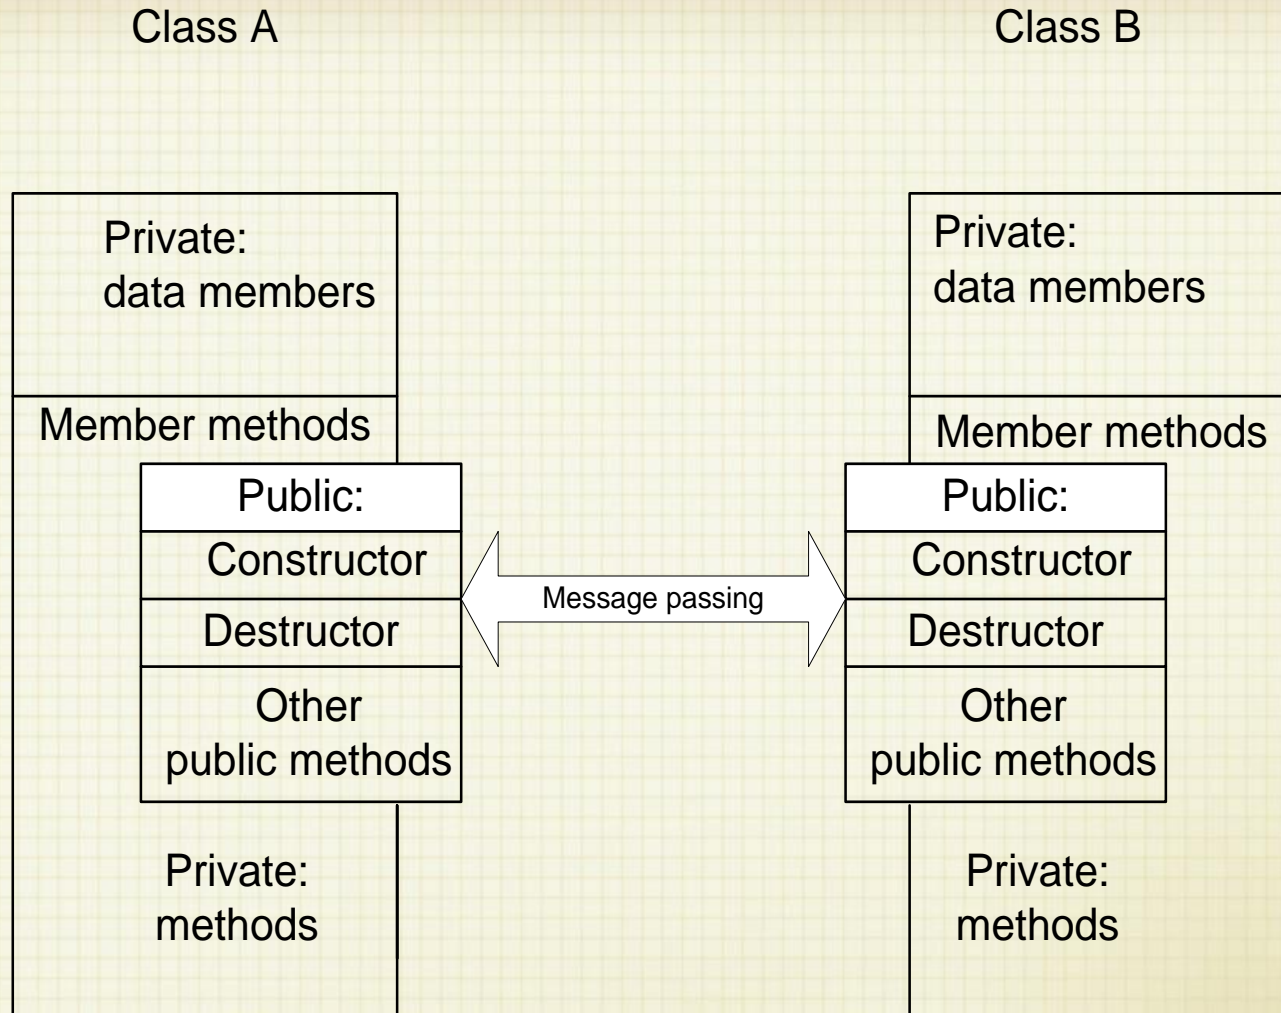 Class A
Private:
data members
Member methods
Public:
Constructor
Destructor
Other
public methods
Private:
methods
Message passing
Class B
Private:
data members
Member methods
Public:
Constructor
Destructor
Other
public methods
Private:
methods